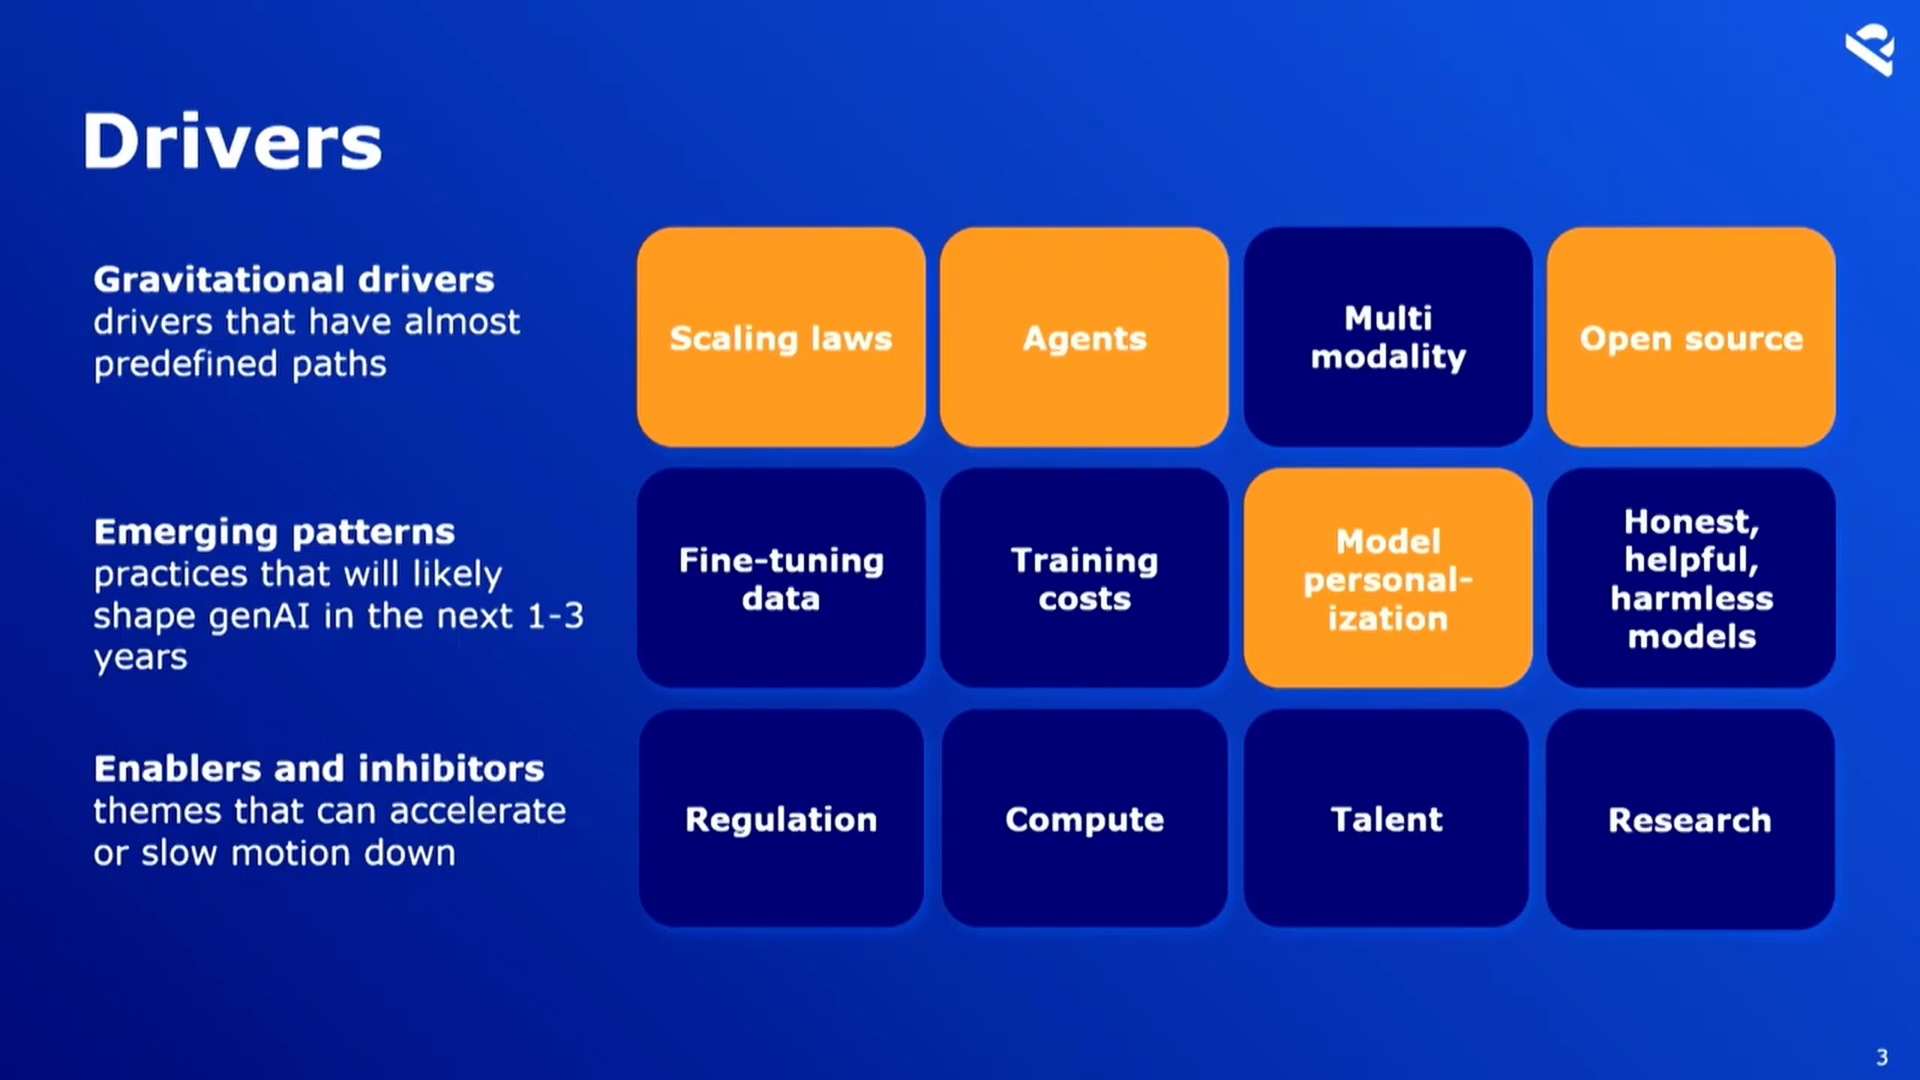 Drivers
Gravitational drivers
drivers that have almost
predefined paths
Scaling laws
Agents
Multi
modality
Open source
Emerging patterns
practices that will likely
shape genAI in the next 1-3
years
Fine-tuning
data
Training
costs
Model
personal-
ization
Honest,
helpful,
harmless
models
Enablers and inhibitors
themes that can accelerate
or slow motion down
Regulation
Compute
Talent
Research
3